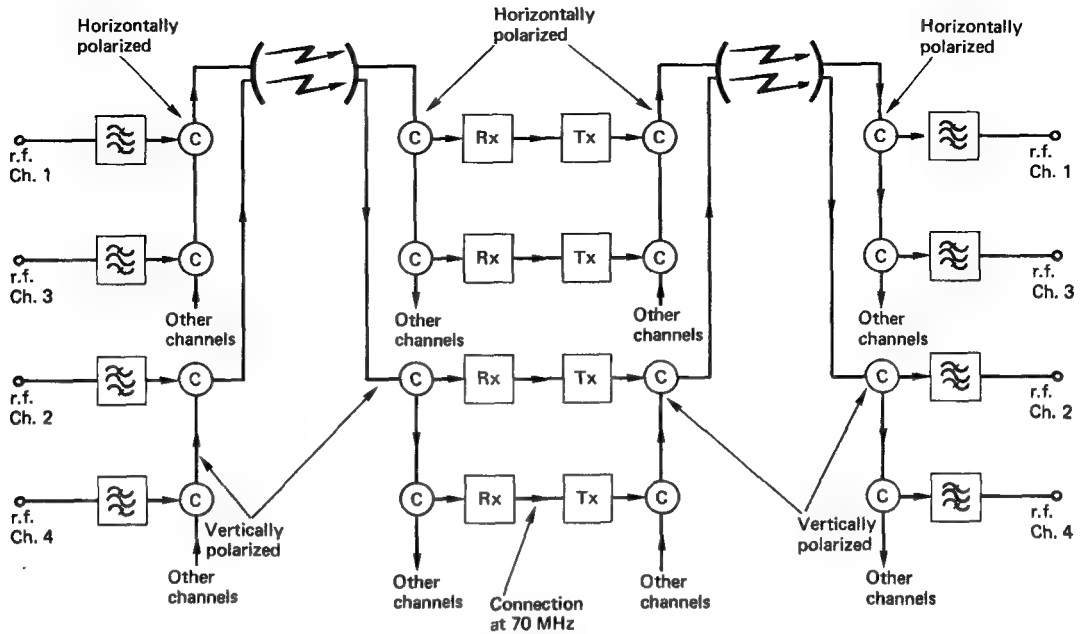 Horizontally
polarized
Horizontally
polarized
Horizontally
polarized
r.f.
Ch. 1
C
C
Rx
Tx
C
C
r.f.
Ch. 1
r.f.
Ch. 3
C
C
Rx
Tx
C
C
r.f.
Ch. 3
Other
channels
Other
channels
Other
channels
Other
channels
r.f.
Ch. 2
C
C
Rx
Tx
C
C
r.f.
Ch. 2
r.f.
Ch. 4
C
C
Rx
Tx
C
C
r.f.
Ch. 4
Vertically
polarized
Vertically
polarized
Other
channels
Other
channels
Connection
at 70 MHz
Other
channels
Other
channels